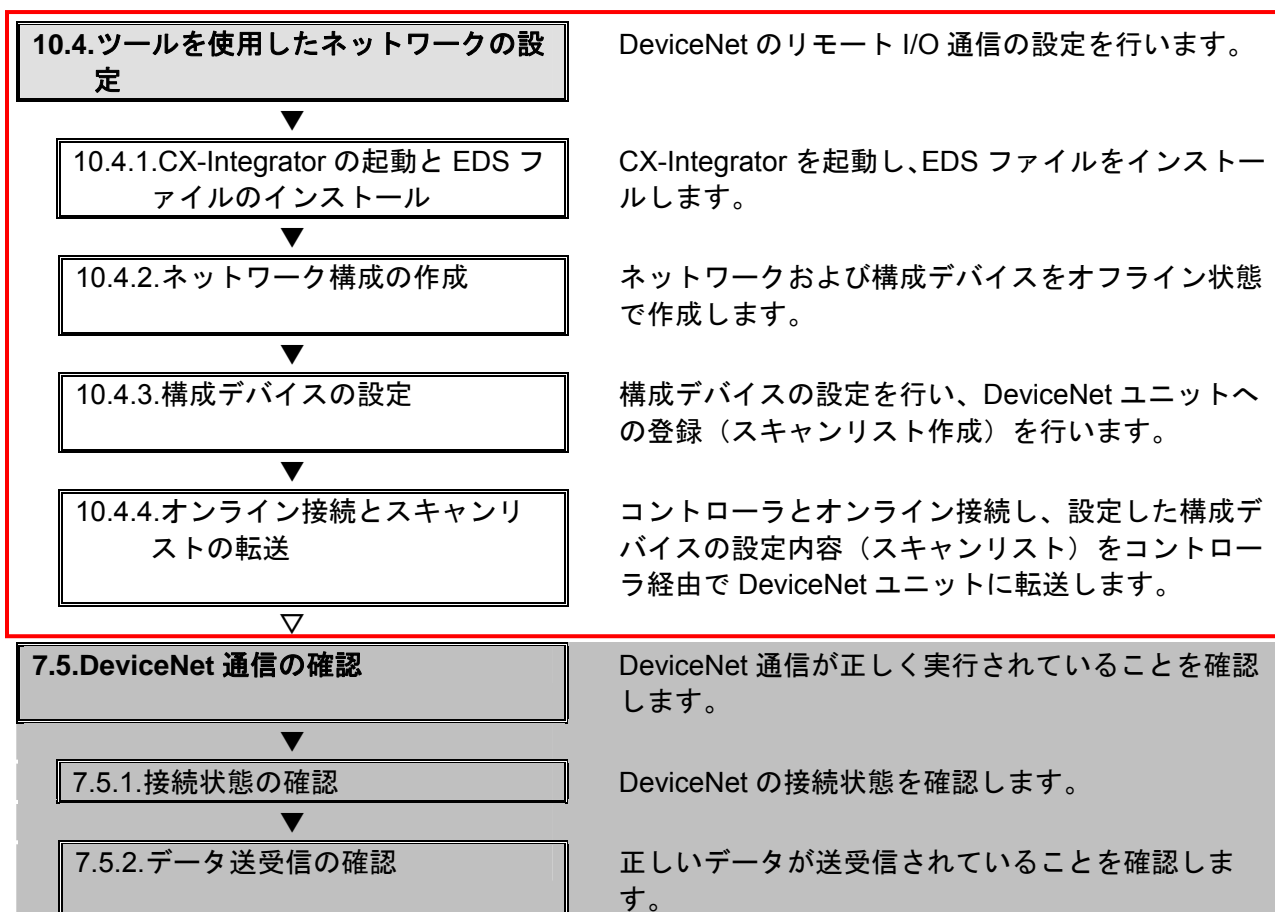 10.4.ツールを使用したネットワークの設
定
DeviceNet のリモート I/O 通信の設定を行います。
▼
10.4.1.CX-Integrator の起動と EDS フ
ァイルのインストール
CX-Integrator を起動し、EDS ファイルをインストー
ルします。
▼
10.4.2.ネットワーク構成の作成
ネットワークおよび構成デバイスをオフライン状態
で作成します。
▼
10.4.3.構成デバイスの設定
構成デバイスの設定を行い、DeviceNet ユニットへ
の登録（スキャンリスト作成）を行います。
▼
10.4.4.オンライン接続とスキャンリ
ストの転送
コントローラとオンライン接続し、設定した構成デ
バイスの設定内容（スキャンリスト）をコントロー
ラ経由で DeviceNet ユニットに転送します。
▽
7.5.DeviceNet 通信の確認
DeviceNet 通信が正しく実行されていることを確認
します。
▼
7.5.1.接続状態の確認
DeviceNet の接続状態を確認します。
▼
7.5.2.データ送受信の確認
正しいデータが送受信されていることを確認しま
す。